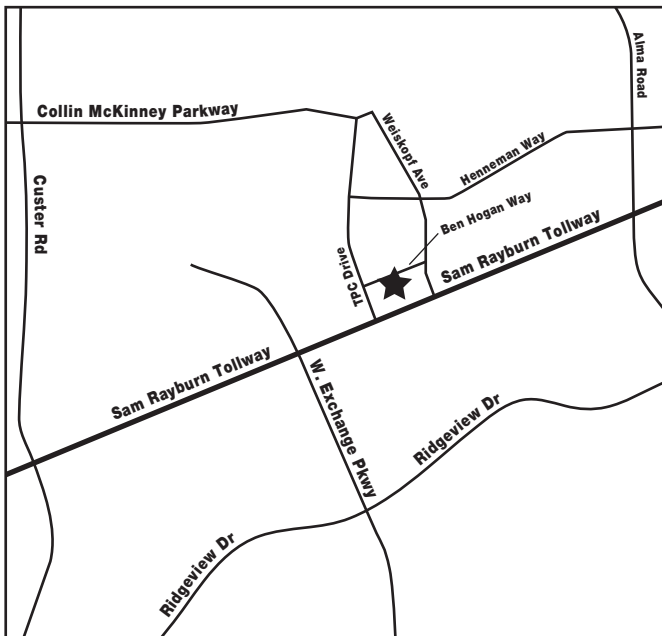 Alma Road
Collin McKinney Parkway
Weiskopf Ave
Henneman Way
Custer Rd
Ben Hogan Way
Sam Rayburn Tollway
TPC Drive
Sam Rayburn Tollway
W. Exchange Pkwy
Ridgeview Dr
Ridgeview Dr